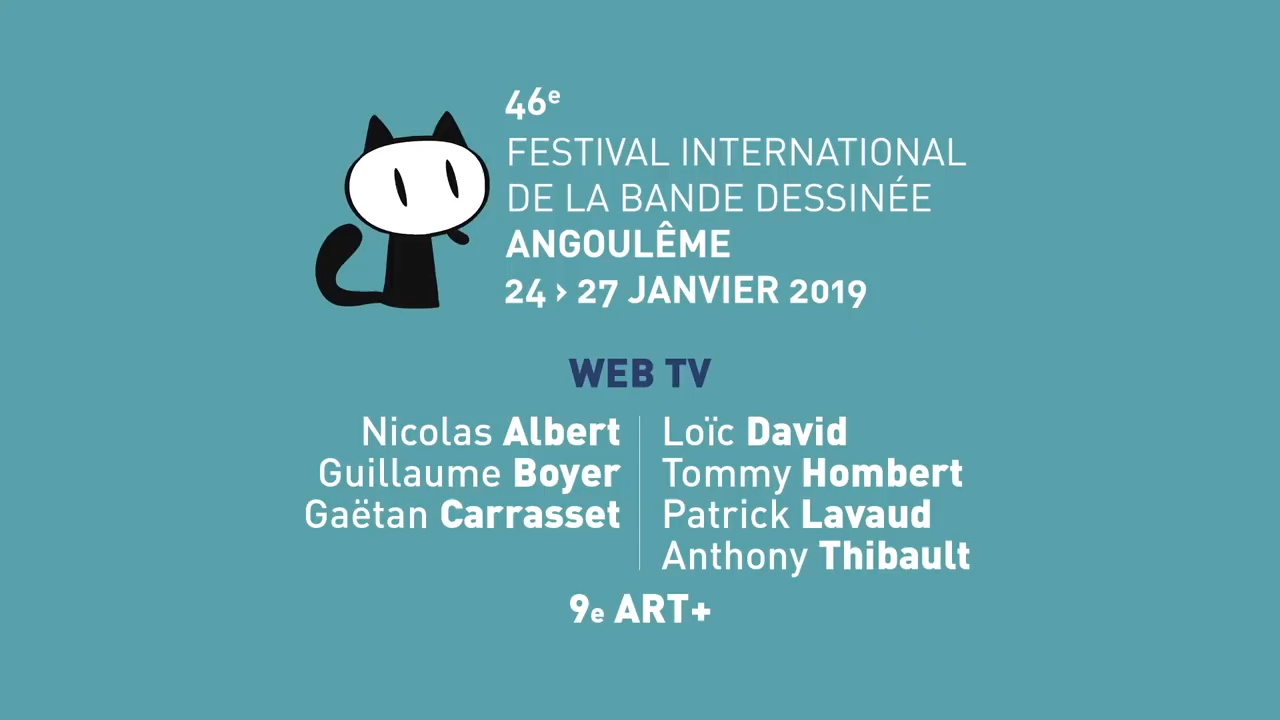 46e
FESTIVAL INTERNATIONAL
DE LA BANDE DESSINÉE
ANGOULÊME
24 › 27 JANVIER 2019
WEB TV
Nicolas Albert
Guillaume Boyer
Gaëtan Carrasset
Loïc David
Tommy Hombert
Patrick Lavaud
Anthony Thibault
9e ART+